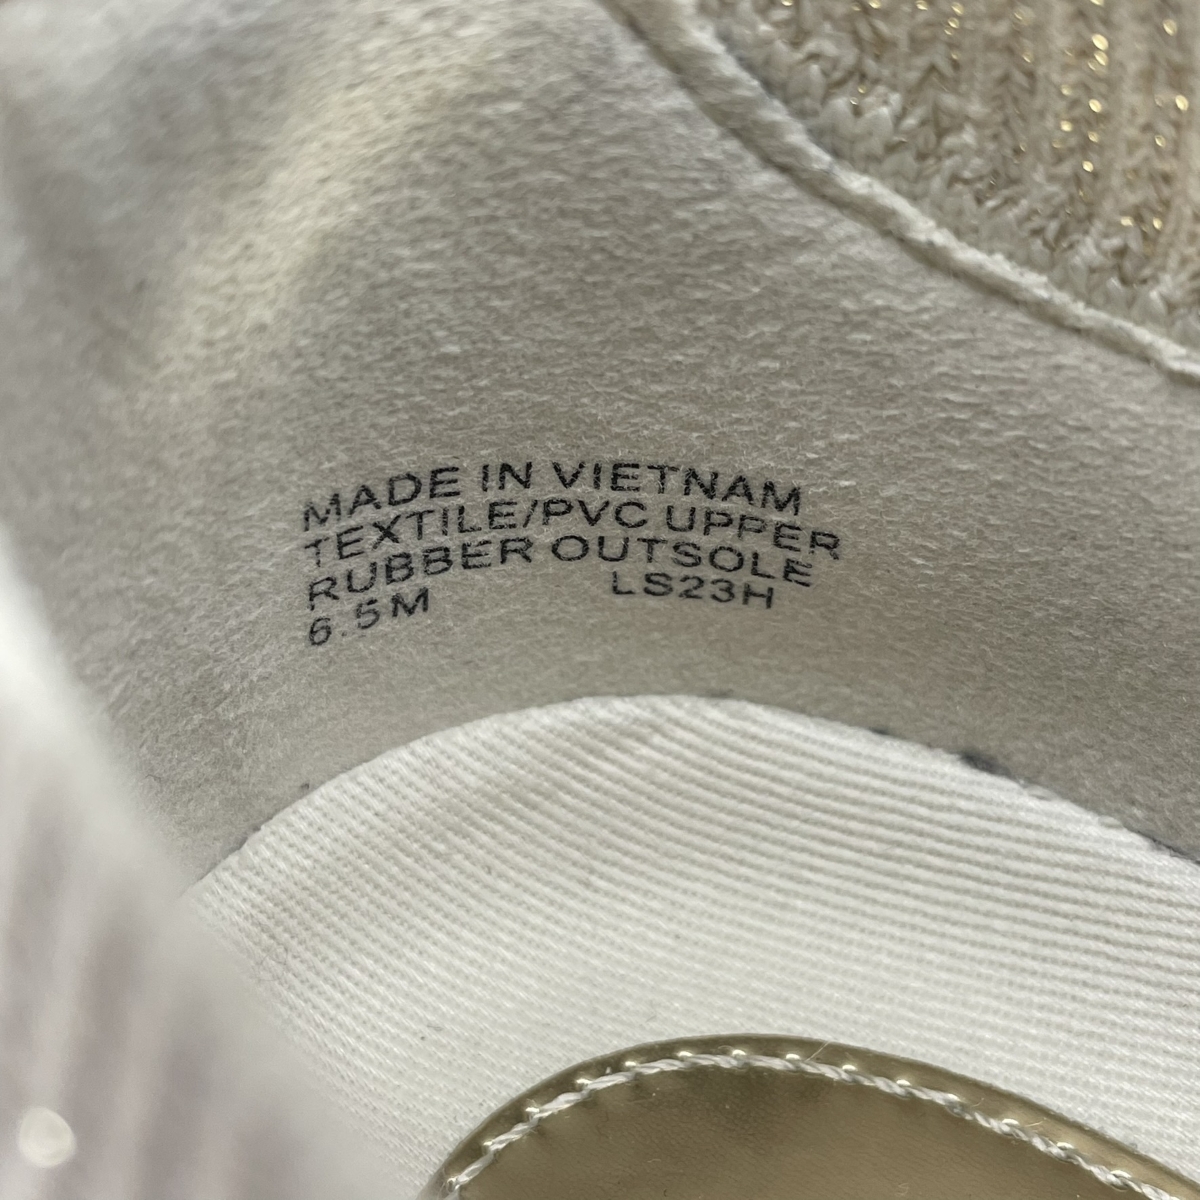 MADE IN VIETNAM
TEXTILE/PVC UPPER
RUBBER OUTSOLE
6.5M LS23H